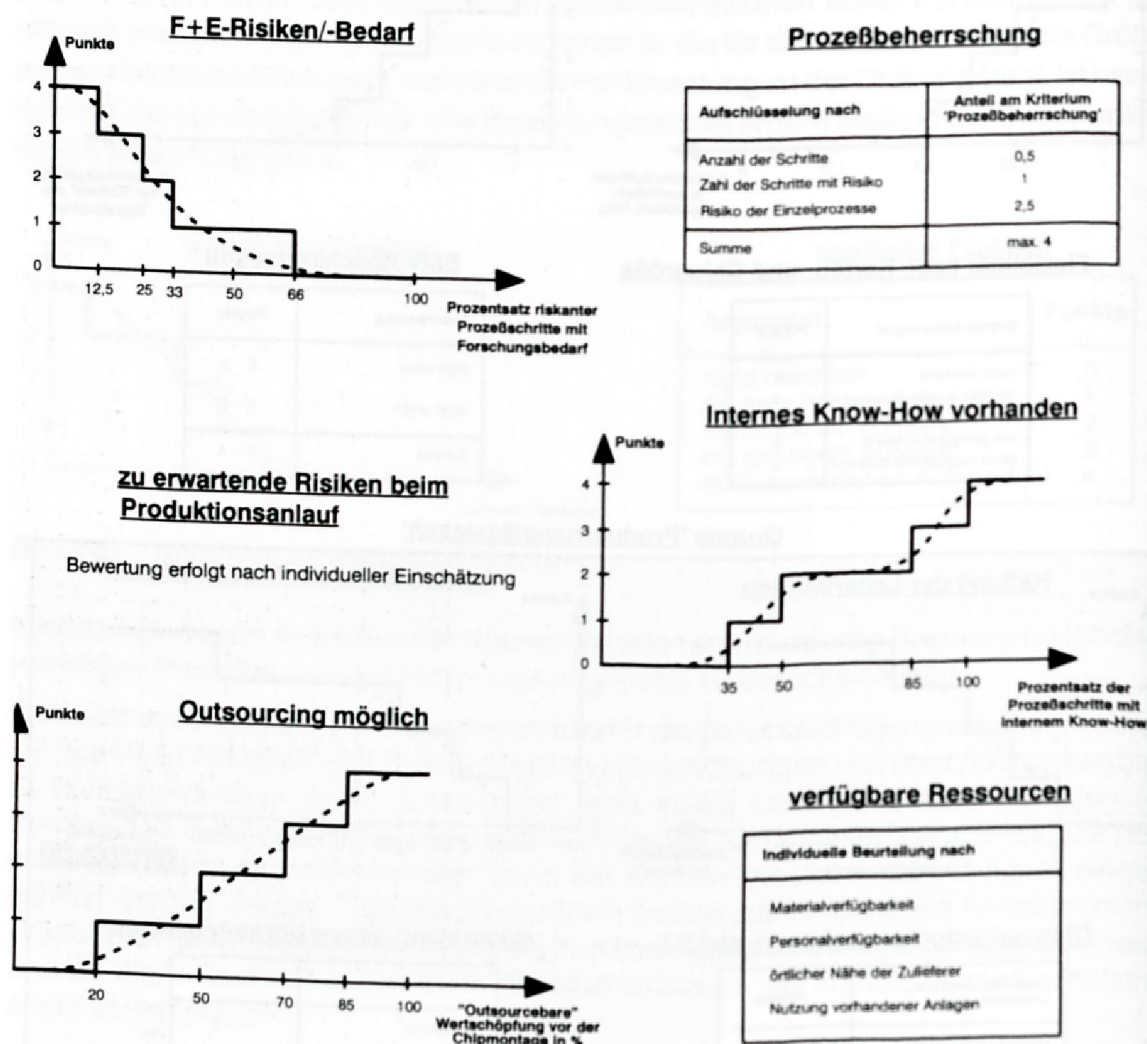 F+E-Risiken/-Bedarf
Punkte
4
3
2
1
0
12,5 25 33 50 66 100
Prozentsatz riskanter
Prozeßschritte mit
Forschungsbedarf
Prozeßbeherrschung
Aufschlüsselung nach
Anteil am Kriterium
'Prozeßbeherrschung'
Anzahl der Schritte 0,5
Zahl der Schritte mit Risiko 1
Risiko der Einzelprozesse 2,5
Summe max. 4
zu erwartende Risiken beim
Produktionsanlauf
Bewertung erfolgt nach individueller Einschätzung
Internes Know-How vorhanden
Punkte
4
3
2
1
0
35 50 85 100
Prozentsatz der
Prozeßschritte mit
Internem Know-How
Outsourcing möglich
Punkte
20 50 70 85 100
"Outsourcebare"
Wertschöpfung vor der
Chipmontage in %
verfügbare Ressourcen
Individuelle Beurteilung nach
Materialverfügbarkeit
Personalverfügbarkeit
örtlicher Nähe der Zulieferer
Nutzung vorhandener Anlagen